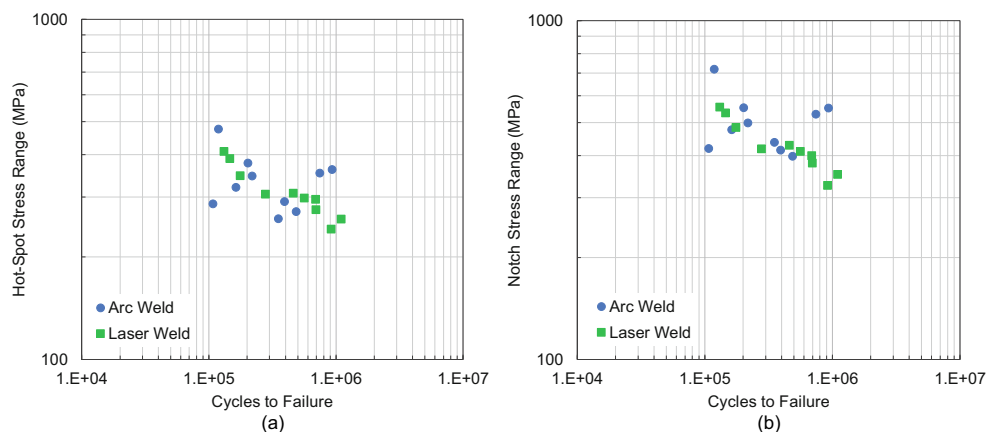 1000
Hot-Spot Stress Range (MPa)
Arc Weld
Laser Weld
100
1.E+04
1.E+05
1.E+06
1.E+07
Cycles to Failure
(a)
1000
Notch Stress Range (MPa)
Arc Weld
Laser Weld
100
1.E+04
1.E+05
1.E+06
1.E+07
Cycles to Failure
(b)